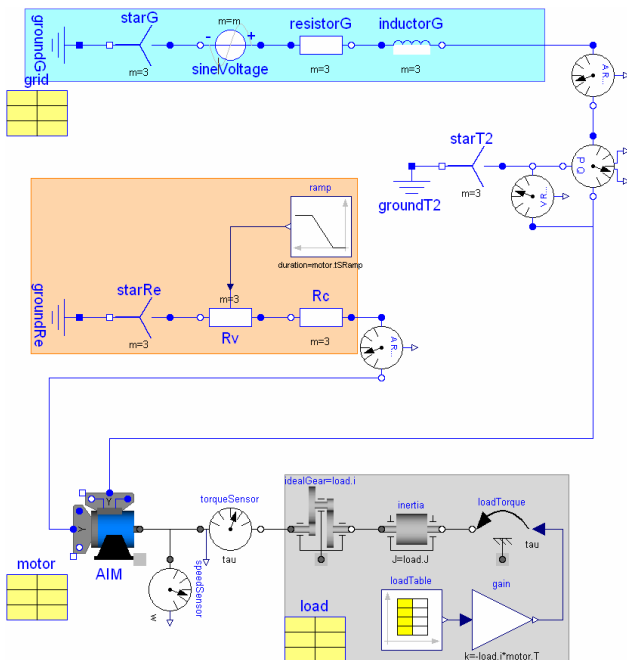 starG
m=m
resistorG
inductorG
groundG
-
+
sineVoltage
m=3
m=3
m=3
grid
A R...
starT2
P Q
m=3
groundT2
V R...
ramp
duration=motor.tSRamp
groundRe
starRe
m=3
Rc
m=3
Rv
m=3
A R...
idealGear=load.i
torqueSensor
inertia
loadTorque
Y
Y
tau
tau
J=load.J
AIM
speedSensor
w
motor
load
loadTable
gain
k=-load.i*motor.T